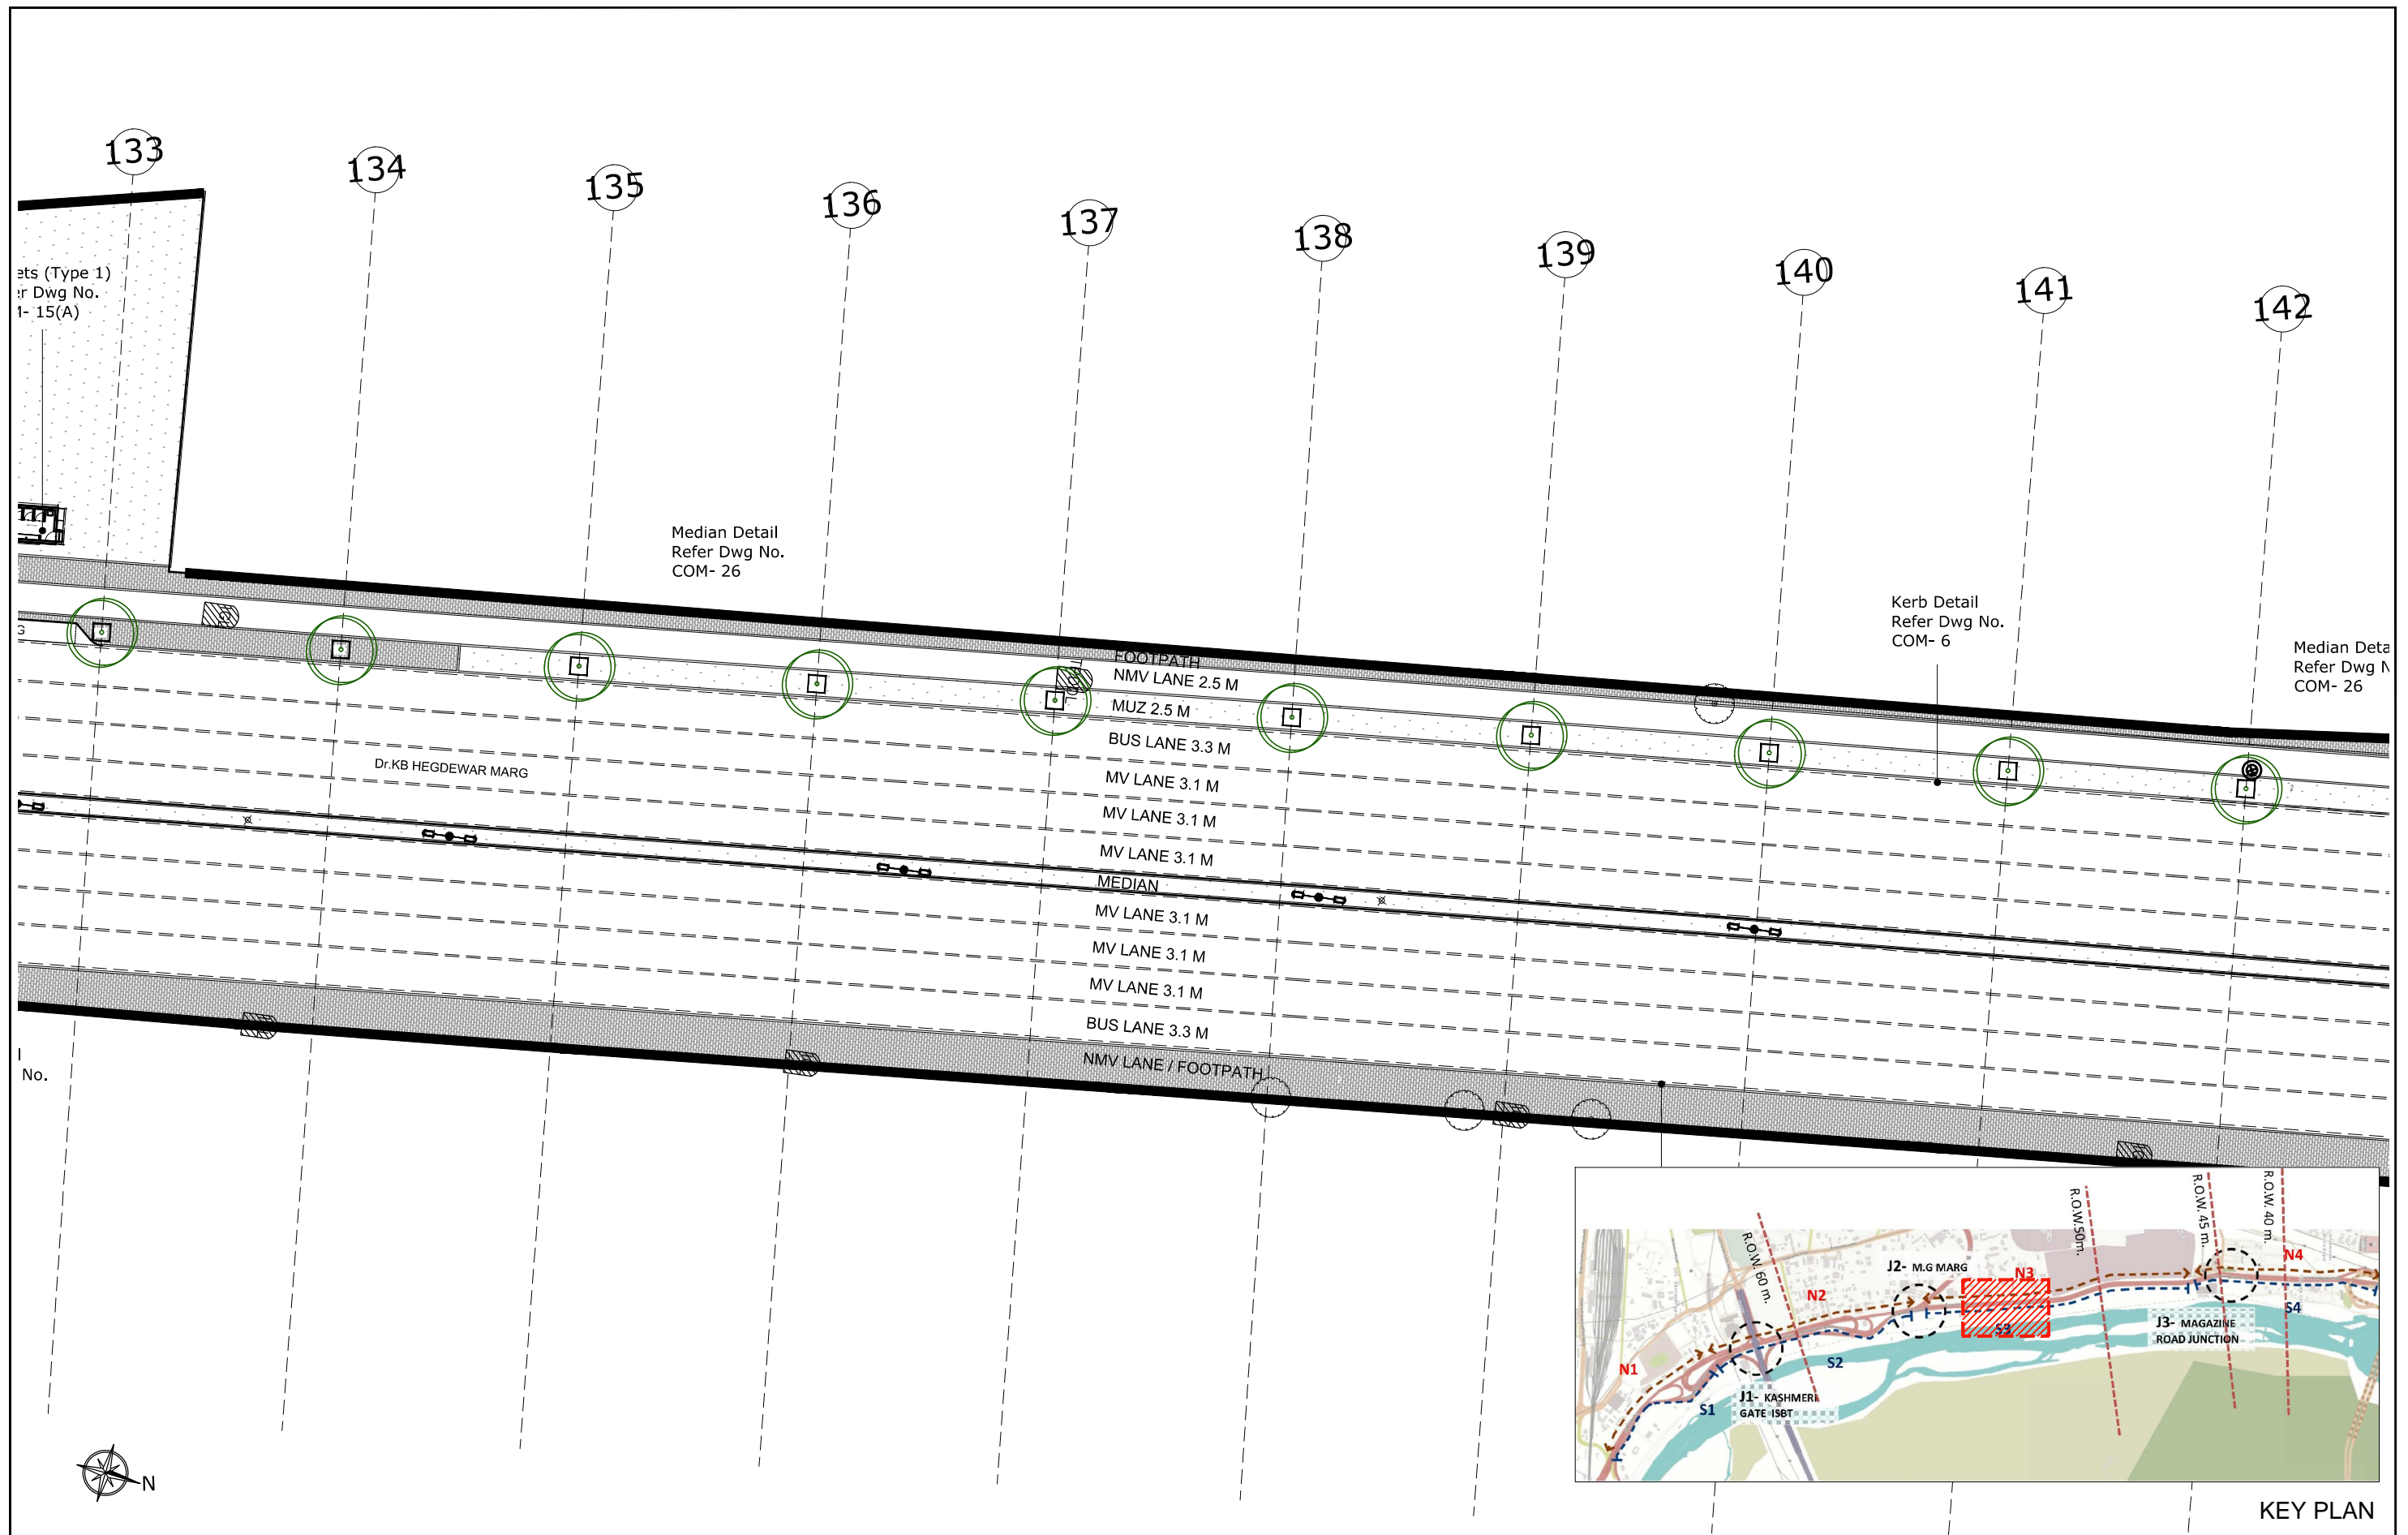 133
134
135
136
137
138
139
140
141
142
ets (Type 1)
er Dwg No.
15(A)
Median Detail
Refer Dwg No.
COM- 26
Kerb Detail
Refer Dwg No.
COM- 6
Median Deta
Refer Dwg N
COM- 26
G
FOOTPATH
NMV LANE 2.5 M
MUZ 2.5 M
BUS LANE 3.3 M
Dr.KB HEGDEWAR MARG
MV LANE 3.1 M
MV LANE 3.1 M
MV LANE 3.1 M
MEDIAN
MV LANE 3.1 M
MV LANE 3.1 M
MV LANE 3.1 M
BUS LANE 3.3 M
NMV LANE / FOOTPATH
l
No.
R.O.W. 60 m.
R.O.W.50m.
R.O.W. 45 m.
R.O.W. 40 m.
J2- M.G MARG
N3
N4
N2
S4
S3
J3- MAGAZINE
ROAD JUNCTION
N1
S2
J1- KASHMERI
GATE ISBT
S1
N
KEY PLAN